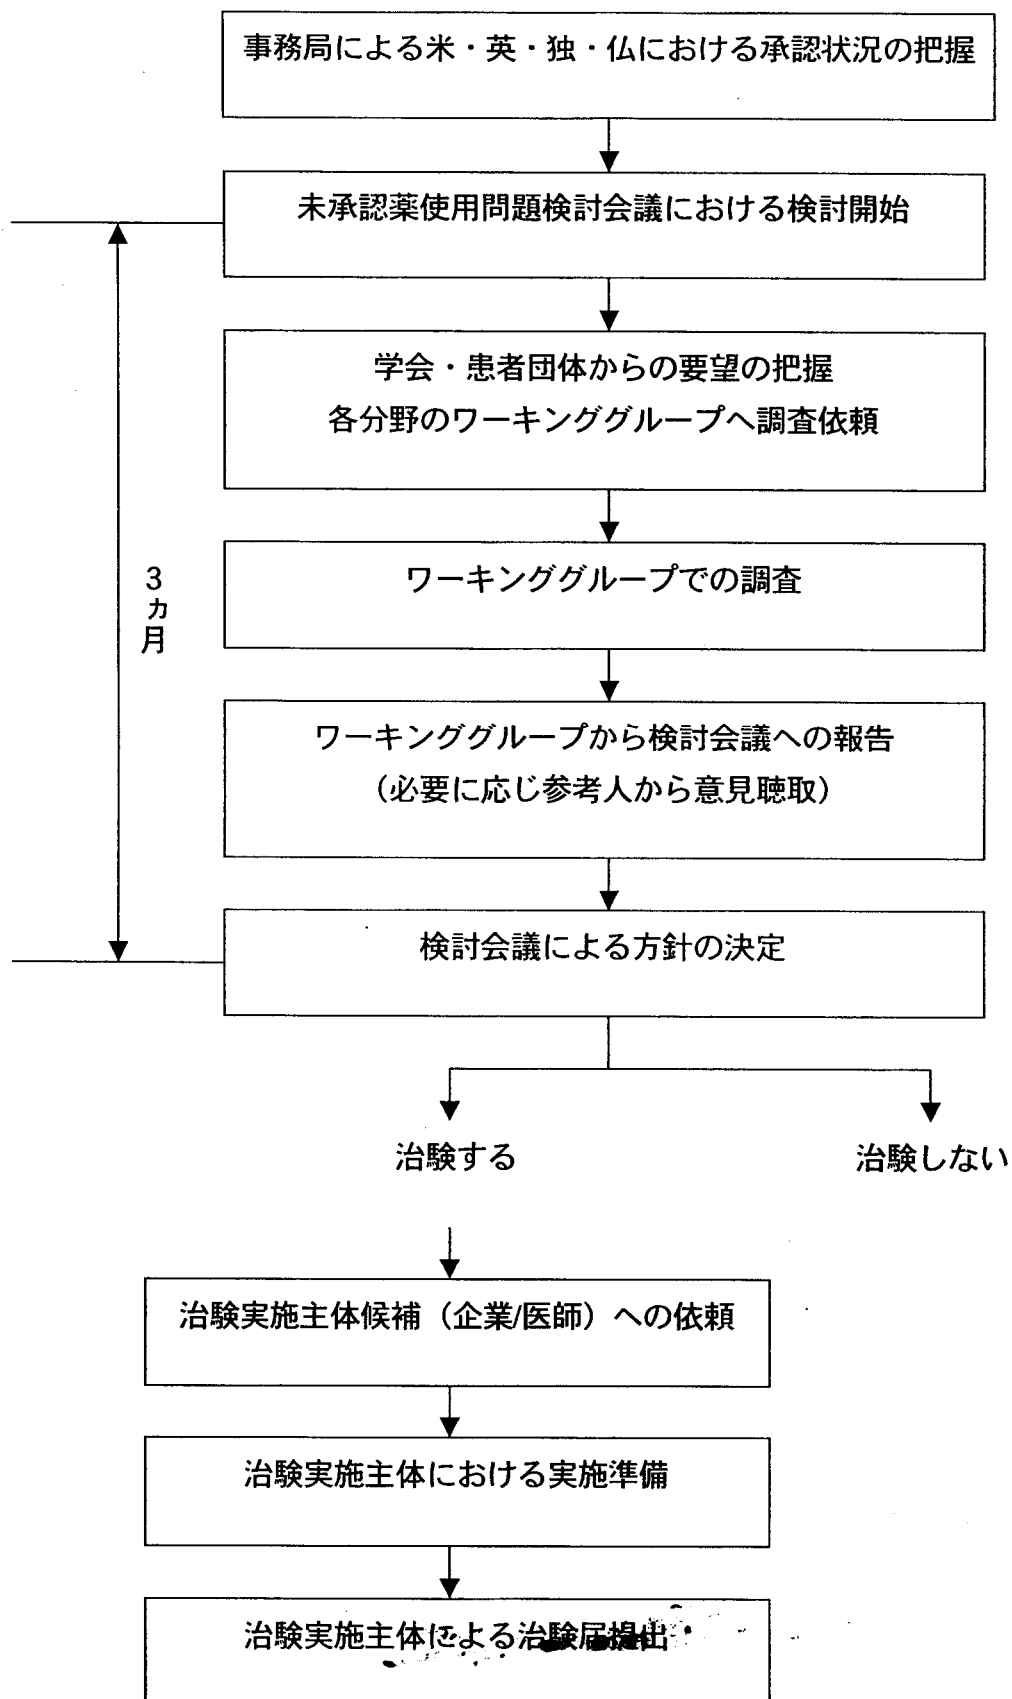 事務局による米・英・独・仏における承認状況の把握
未承認薬使用問題検討会議における検討開始
学会・患者団体からの要望の把握
各分野のワーキンググループへ調査依頼
ワーキンググループでの調査
3ヵ月
ワーキンググループから検討会議への報告
（必要に応じ参考人から意見聴取）
検討会議による方針の決定
治験する
治験しない
治験実施主体候補（企業/医師）への依頼
治験実施主体における実施準備
治験実施主体による治験届提出